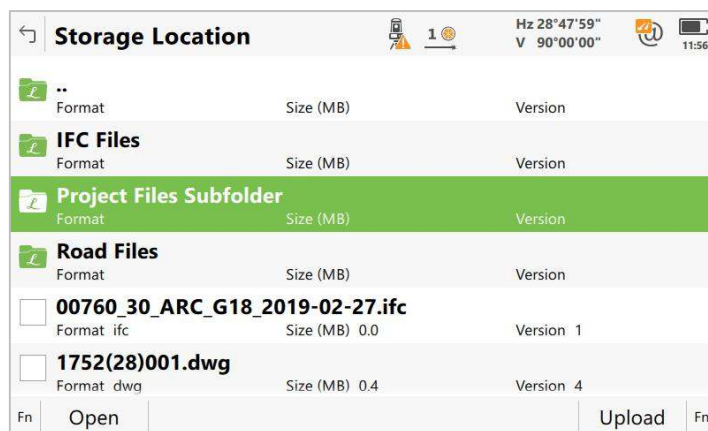 Storage Location
1
Hz 28°47'59"
V 90°00'00"
11:56
..
Format Size (MB) Version
IFC Files
Format Size (MB) Version
Project Files Subfolder
Format Size (MB) Version
Road Files
Format Size (MB) Version
00760_30_ARC_G18_2019-02-27.ifc
Format ifc Size (MB) 0.0 Version 1
1752(28)001.dwg
Format dwg Size (MB) 0.4 Version 4
Fn Open Upload Fn